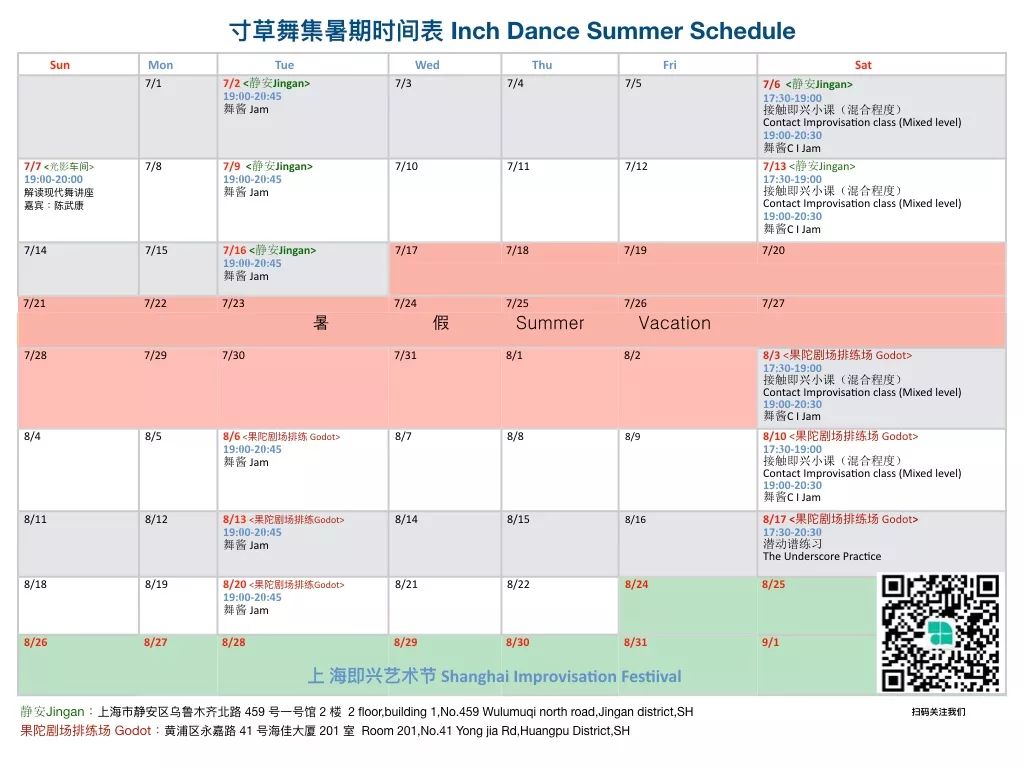 寸草舞集暑期时间表 Inch Dance Summer Schedule
Sun Mon Tue Wed Thu Fri Sat
7/1
7/2 <静安Jingan>
19:00-20:45
舞酱 Jam
7/3
7/4
7/5
7/6 <静安Jingan>
17:30-19:00
接触即兴小课（混合程度）
Contact Improvisation class (Mixed level)
19:00-20:30
舞酱C I Jam
7/7 <光影车间>
19:00-20:00
解读现代舞讲座
嘉宾：陈武康
7/8
7/9 <静安Jingan>
19:00-20:45
舞酱 Jam
7/10
7/11
7/12
7/13 <静安Jingan>
17:30-19:00
接触即兴小课（混合程度）
Contact Improvisation class (Mixed level)
19:00-20:30
舞酱C I Jam
7/14
7/15
7/16 <静安Jingan>
19:00-20:45
舞酱 Jam
7/17
7/18
7/19
7/20
7/21
7/22
7/23
7/24
7/25
7/26
7/27
暑 假 Summer Vacation
7/28
7/29
7/30
7/31
8/1
8/2
8/3 <果陀剧场排练场 Godot>
17:30-19:00
接触即兴小课（混合程度）
Contact Improvisation class (Mixed level)
19:00-20:30
舞酱C I Jam
8/4
8/5
8/6 <果陀剧场排练 Godot>
19:00-20:45
舞酱 Jam
8/7
8/8
8/9
8/10 <果陀剧场排练场 Godot>
17:30-19:00
接触即兴小课（混合程度）
Contact Improvisation class (Mixed level)
19:00-20:30
舞酱C I Jam
8/11
8/12
8/13 <果陀剧场排练Godot>
19:00-20:45
舞酱 Jam
8/14
8/15
8/16
8/17 <果陀剧场排练场 Godot>
17:30-20:30
潜动谱练习
The Underscore Practice
8/18
8/19
8/20 <果陀剧场排练Godot>
19:00-20:45
舞酱 Jam
8/21
8/22
8/24
8/25
8/26
8/27
8/28
8/29
8/30
8/31
9/1
上 海即兴艺术节 Shanghai Improvisation Festival
静安Jingan：上海市静安区乌鲁木齐北路 459 号一号馆 2 楼 2 floor,building 1,No.459 Wulumuqi north road,Jingan district,SH
扫码关注我们
果陀剧场排练场 Godot：黄浦区永嘉路 41 号海佳大厦 201 室 Room 201,No.41 Yong jia Rd,Huangpu District,SH